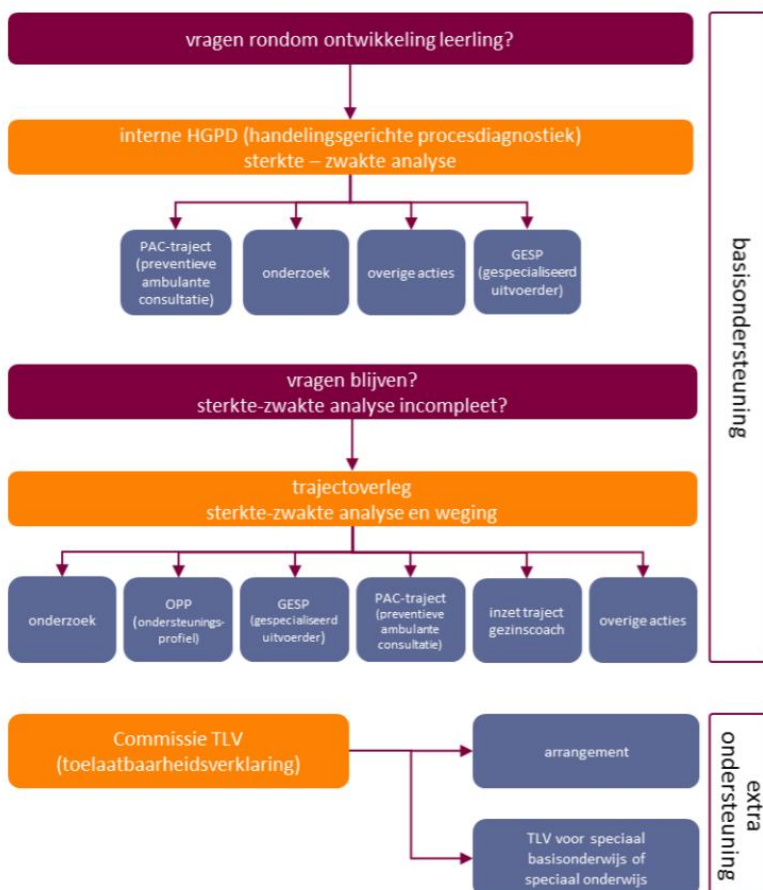 vragen rondom ontwikkeling leerling?
interne HGPD (handelingsgerichte procesdiagnostiek)
sterkte – zwakte analyse
PAC-traject
(preventieve
ambulante
consultatie)
onderzoek
overige acties
GESP
(gespecialiseerd
uitvoerder)
vragen blijven?
sterkte-zwakte analyse incompleet?
trajectoverleg
sterkte-zwakte analyse en weging
onderzoek
OPP
(ondersteunings-
profiel)
GESP
(gespecialiseerd
uitvoerder)
PAC-traject
(preventieve
ambulante
consultatie)
inzet traject
gezinscoach
overige acties
basisondersteuning
Commissie TLV
(toelaatbaarheidsverklaring)
arrangement
TLV voor speciaal
basisonderwijs of
speciaal onderwijs
extra
ondersteuning